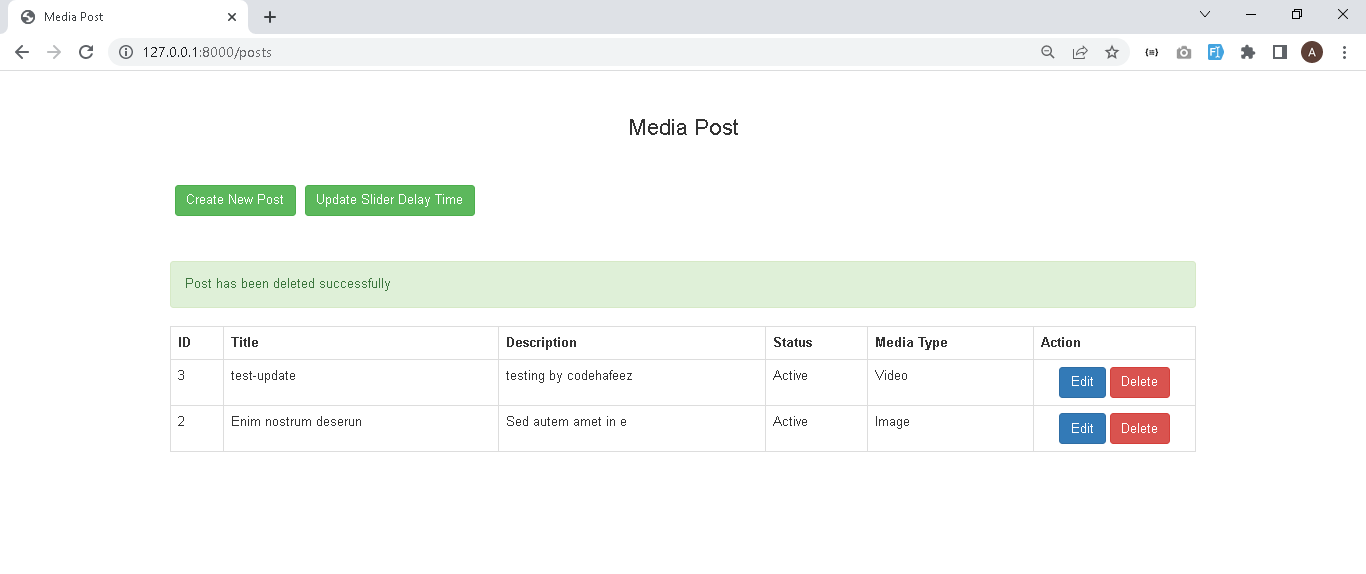 Media Post
127.0.0.1:8000/posts
A
Media Post
Create New Post Update Slider Delay Time
Post has been deleted successfully
ID Title Description Status Media Type Action
3 test-update testing by codehafeez Active Video Edit Delete
2 Enim nostrum deserun Sed autem amet in e Active Image Edit Delete